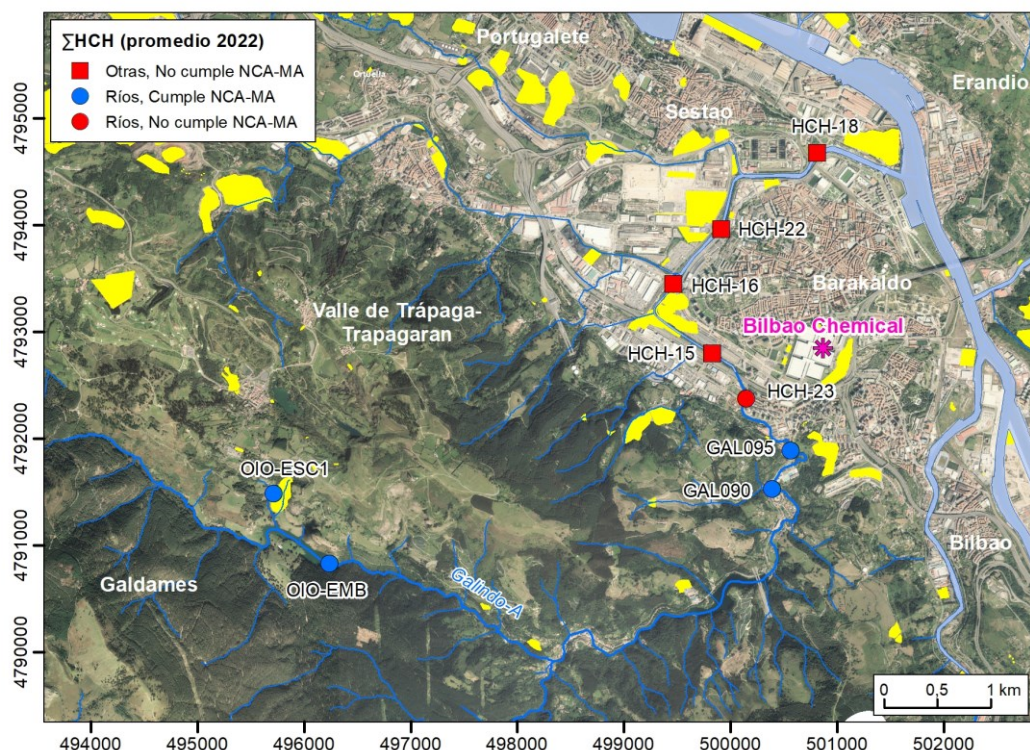 ∑HCH (promedio 2022)
Otras, No cumple NCA-MA
Ríos, Cumple NCA-MA
Ríos, No cumple NCA-MA
Portugalete
Ortuella
Sestao
Erandio
HCH-18
HCH-22
HCH-16
Barakaldo
Valle de Trápaga-
Trapagaran
Bilbao Chemical
HCH-15
HCH-23
GAL095
OIO-ESC1
GAL090
Bilbao
OIO-EMB
Galdames
Galindo-A
0 0,5 1 km
4795000
4794000
4793000
4792000
4791000
4790000
494000 495000 496000 497000 498000 499000 500000 501000 502000